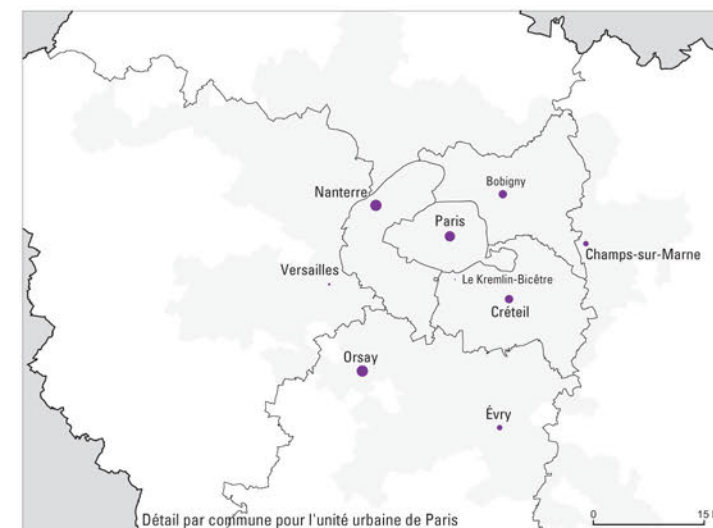 Nanterre
Bobigny
Paris
Champs-sur-Marne
Versailles
Le Kremlin-Bicêtre
Créteil
Orsay
Évry
Détail par commune pour l'unité urbaine de Paris
0 15